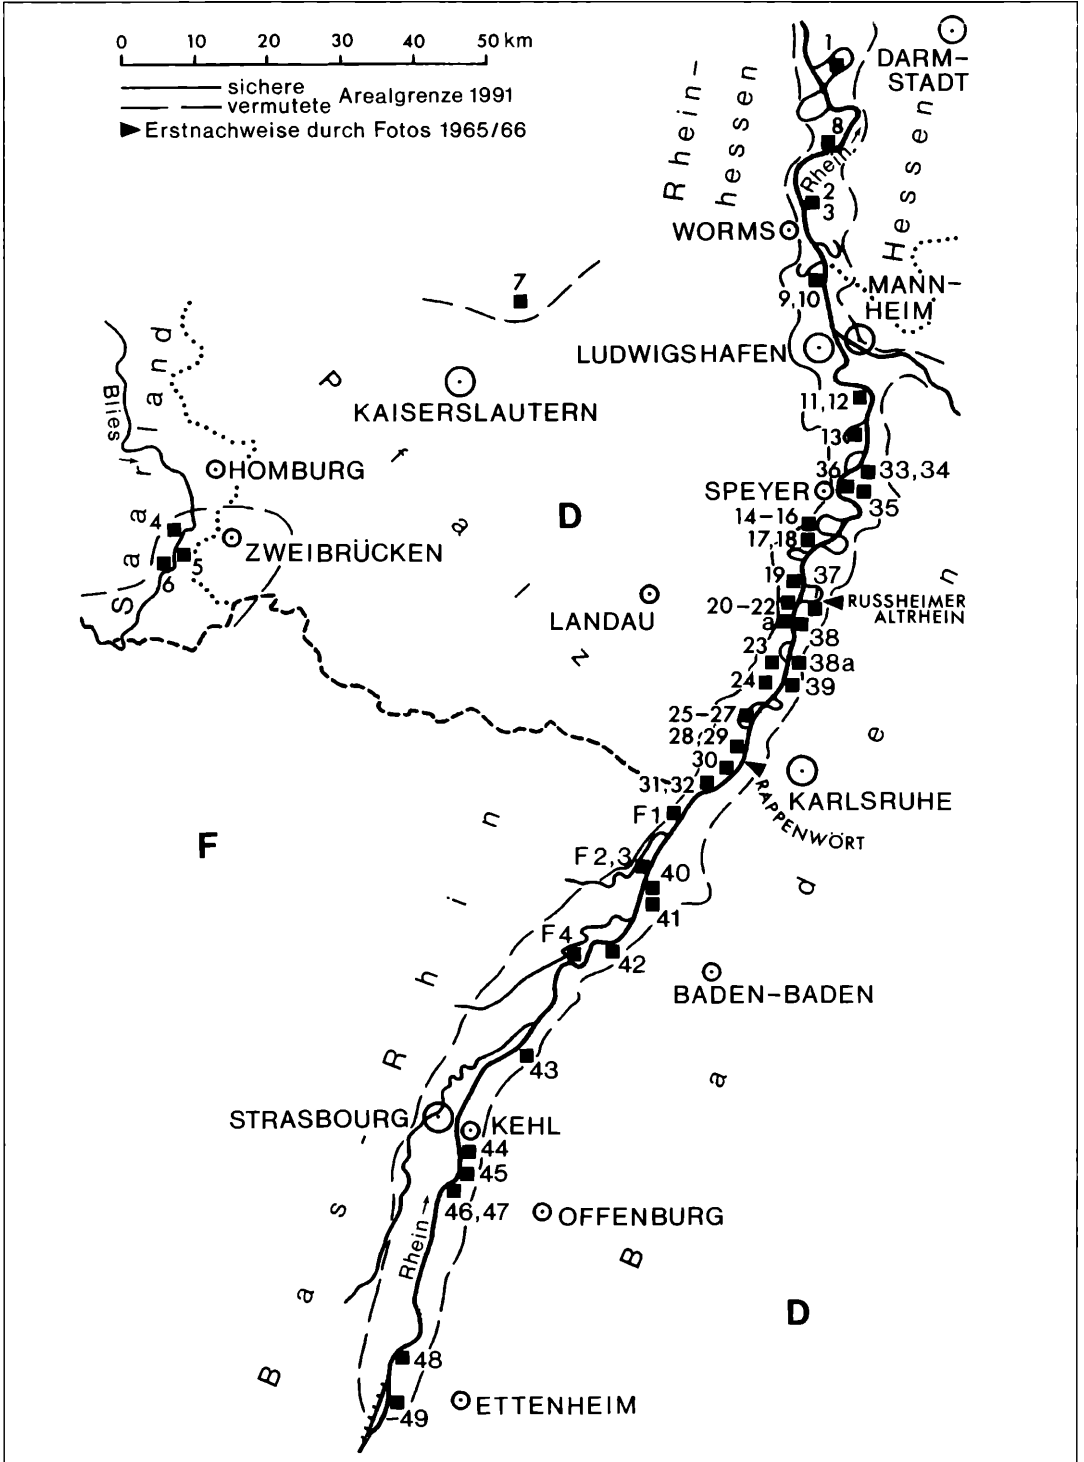 0 10 20 30 40 50 km
sichere
vermutete Arealgrenze 1991
Erstnachweise durch Fotos 1965/66
1
DARM-
STADT
Rhein-
hessen
Hessen
8
Rhein
2
3
WORMS
7
9,10
MANN-
HEIM
LUDWIGSHAFEN
Saarland
Blies
Pfalz
KAISERSLAUTERN
11,12
13
HOMBURG
36
33,34
SPEYER
35
4
D
14-16
17,18
5
ZWEIBRÜCKEN
6
19
37
20-22
RUSSHEIMER
ALTRHEIN
LANDAU
a
38
23
38a
24
39
25-27
28,29
30
31,32
KARLSRUHE
RAPPENWÖRT
F1
F
F2,3
40
41
F4
42
BADEN-BADEN
Baden
Bas-Rhin
43
STRASBOURG
KEHL
44
45
46,47
OFFENBURG
Rhein
D
48
49
ETTENHEIM